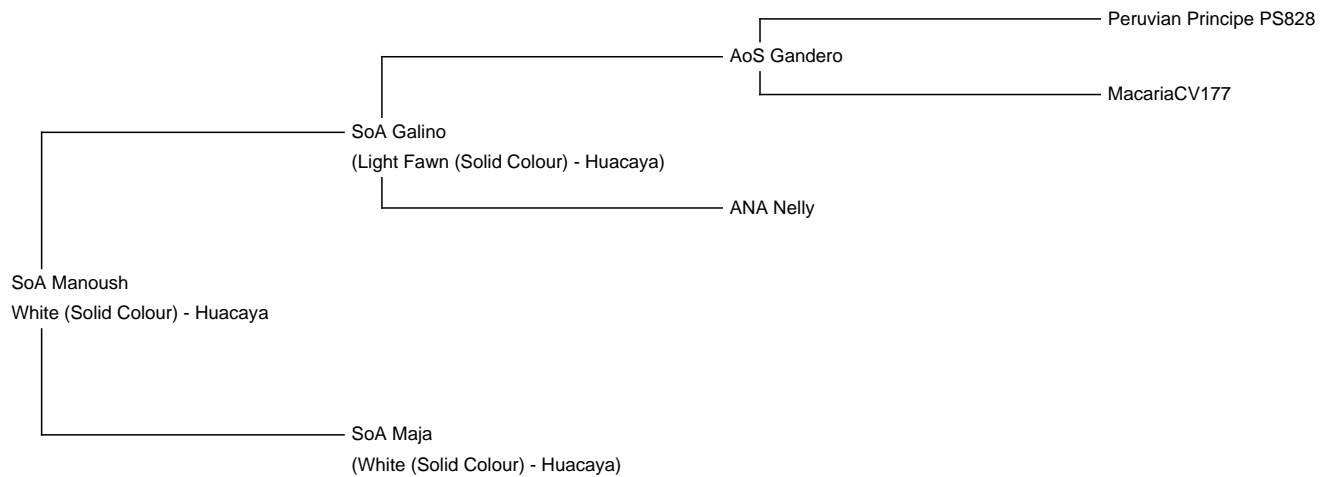 Peruvian Principe PS828
AoS Gandero
MacariaCV177
SoA Galino
(Light Fawn (Solid Colour) - Huacaya)
ANA Nelly
SoA Manoush
White (Solid Colour) - Huacaya
SoA Maja
(White (Solid Colour) - Huacaya)